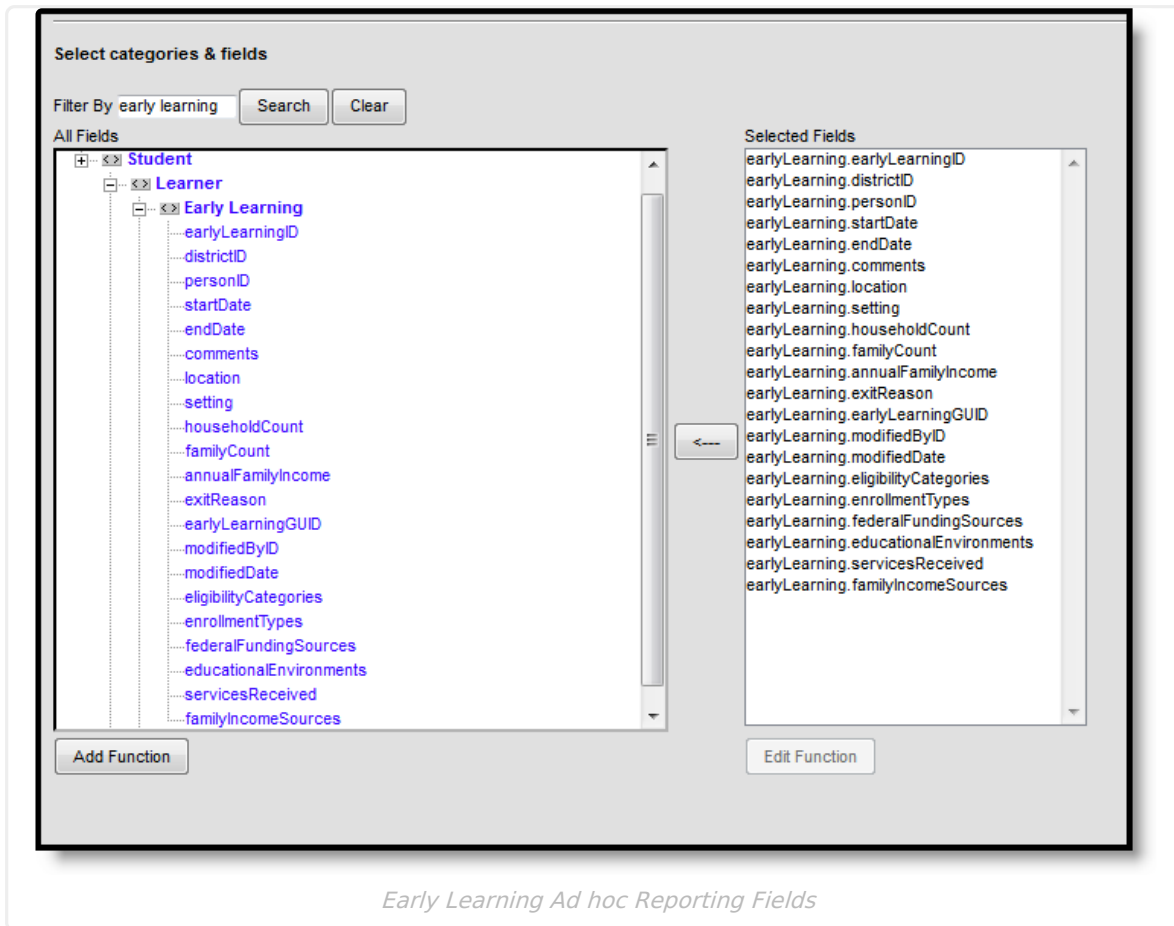 Select categories & fields
Filter By early learning Search Clear
All Fields
Student
Learner
Early Learning
earlyLearningID
districtID
personID
startDate
endDate
comments
location
setting
householdCount
familyCount
annualFamilyIncome
exitReason
earlyLearningGUID
modifiedByID
modifiedDate
eligibilityCategories
enrollmentTypes
federalFundingSources
educationalEnvironments
servicesReceived
familyIncomeSources
Add Function
<---
Selected Fields
earlyLearning.earlyLearningID
earlyLearning.districtID
earlyLearning.personID
earlyLearning.startDate
earlyLearning.endDate
earlyLearning.comments
earlyLearning.location
earlyLearning.setting
earlyLearning.householdCount
earlyLearning.familyCount
earlyLearning.annualFamilyIncome
earlyLearning.exitReason
earlyLearning.earlyLearningGUID
earlyLearning.modifiedByID
earlyLearning.modifiedDate
earlyLearning.eligibilityCategories
earlyLearning.enrollmentTypes
earlyLearning.federalFundingSources
earlyLearning.educationalEnvironments
earlyLearning.servicesReceived
earlyLearning.familyIncomeSources
Edit Function
Early Learning Ad hoc Reporting Fields